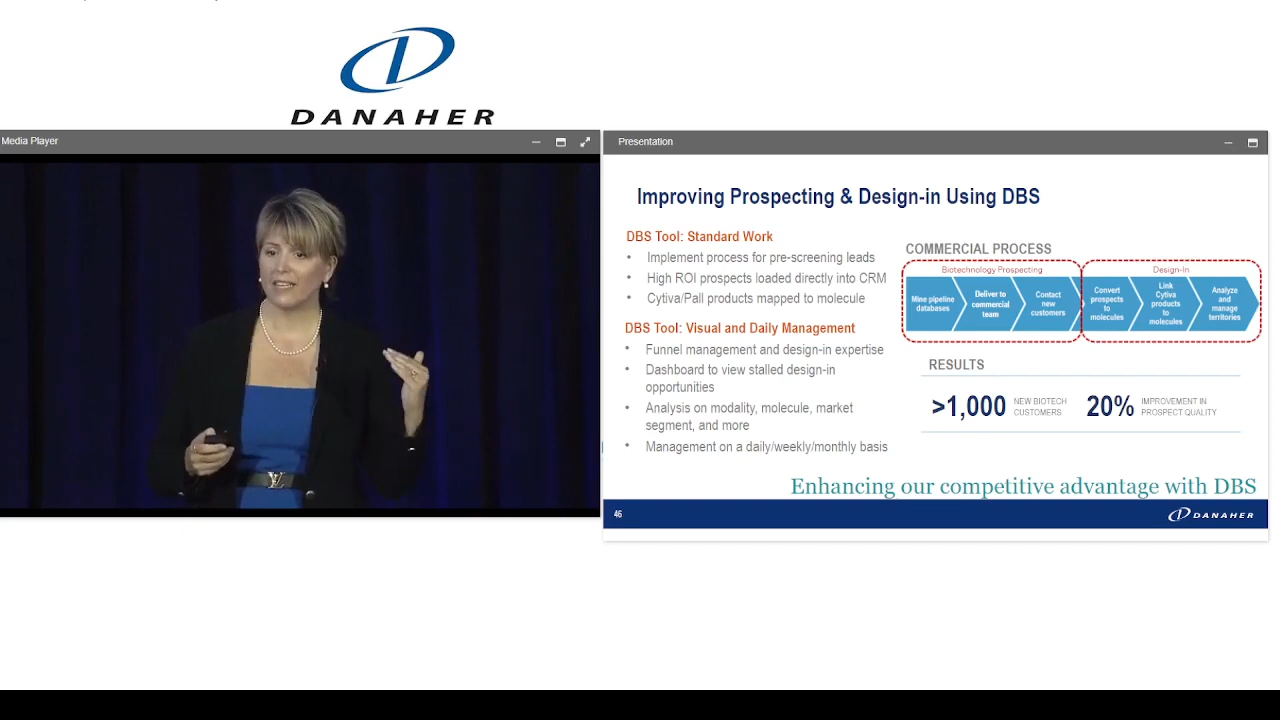 DANAHER
Media Player
Presentation
Improving Prospecting & Design-in Using DBS
DBS Tool: Standard Work
• Implement process for pre-screening leads
• High ROI prospects loaded directly into CRM
• Cytiva/Pall products mapped to molecule
DBS Tool: Visual and Daily Management
• Funnel management and design-in expertise
• Dashboard to view stalled design-in
opportunities
• Analysis on modality, molecule, market
segment, and more
• Management on a daily/weekly/monthly basis
COMMERCIAL PROCESS
Biotechnology Prospecting
Mine pipeline
databases
Deliver to
commercial
team
Contact
new
customers
Design-In
Convert
prospects
to
molecules
Link
Cytiva
products
to
molecules
Analyze
and
manage
territories
RESULTS
>1,000
NEW BIOTECH
CUSTOMERS
20%
IMPROVEMENT IN
PROSPECT QUALITY
Enhancing our competitive advantage with DBS
46
DANAHER